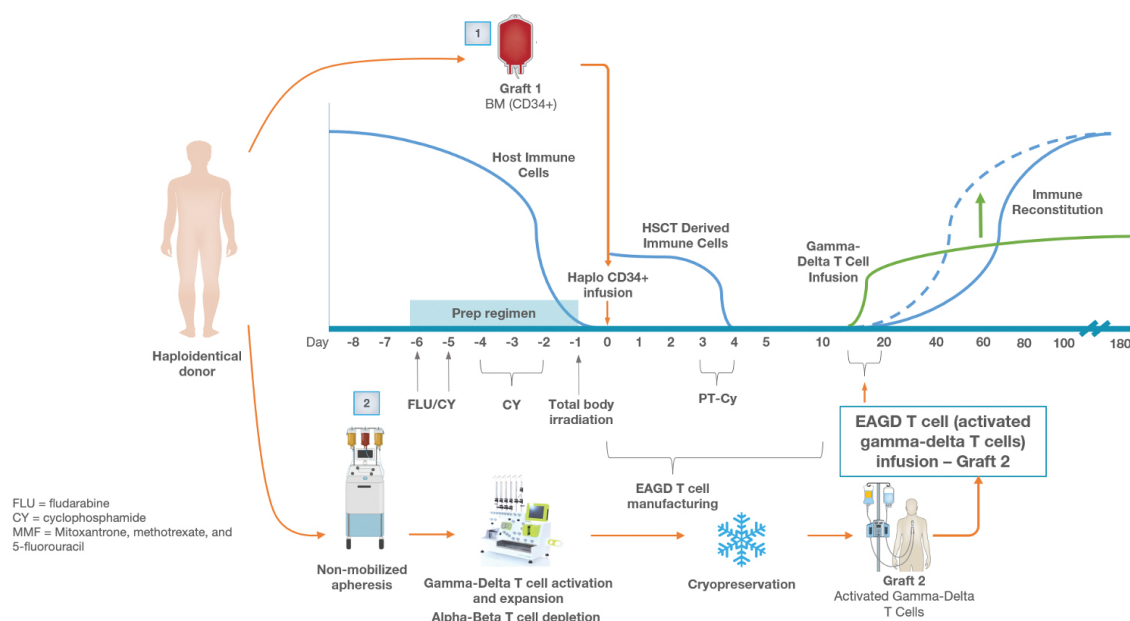 1
Graft 1
BM (CD34+)
Host Immune
Cells
HSCT Derived
Immune Cells
Immune
Reconstitution
Gamma-
Delta T Cell
Infusion
Haplo CD34+
infusion
Prep regimen
Haploidentical
donor
Day -8 -7 -6 -5 -4 -3 -2 -1 0 1 2 3 4 5 10 20 40 60 80 100 180
FLU/CY
CY
Total body
irradiation
PT-Cy
2
EAGD T cell (activated
gamma-delta T cells)
infusion – Graft 2
EAGD T cell
manufacturing
FLU = fludarabine
CY = cyclophosphamide
MMF = Mitoxantrone, methotrexate, and
5-fluorouracil
Non-mobilized
apheresis
Gamma-Delta T cell activation
and expansion
Alpha-Beta T cell depletion
Cryopreservation
Graft 2
Activated Gamma-Delta
T Cells